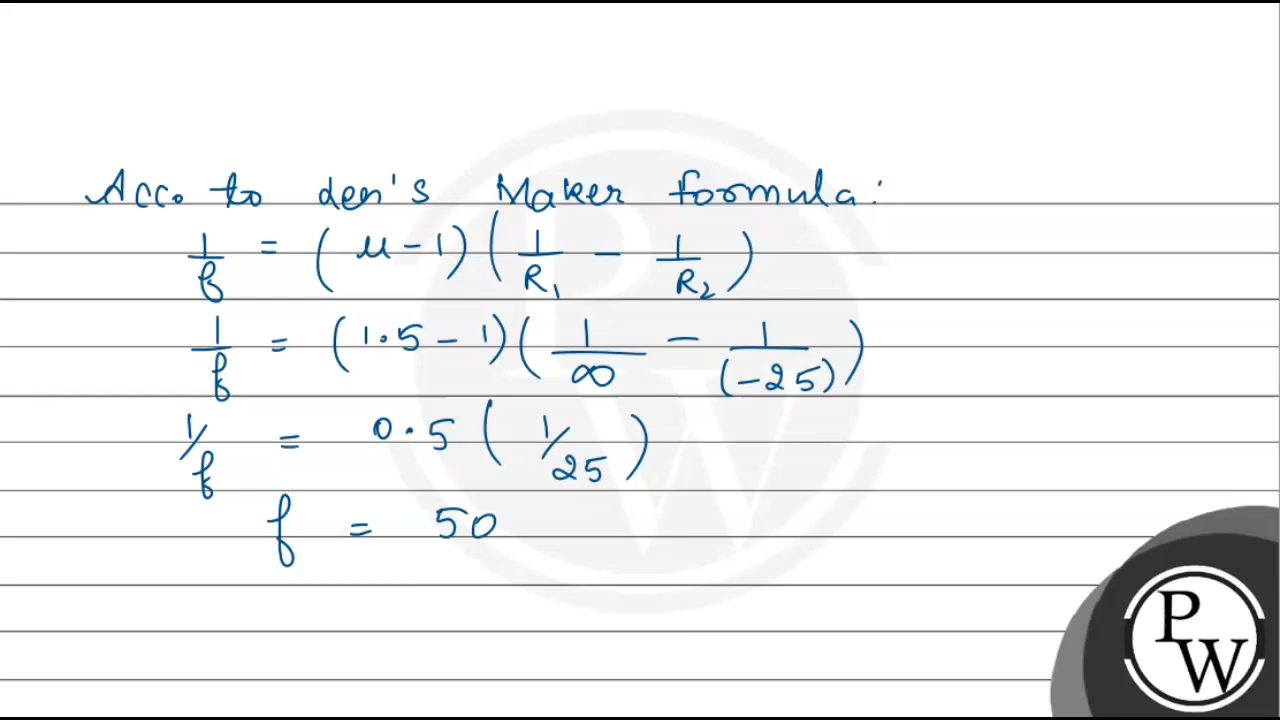 Acco to Len's Maker formula:
1/f = (μ - 1) (1/R₁ - 1/R₂)
1/f = (1.5 - 1) (1/∞ - 1/(-25))
1/f = 0.5 (1/25)
f = 50
PW